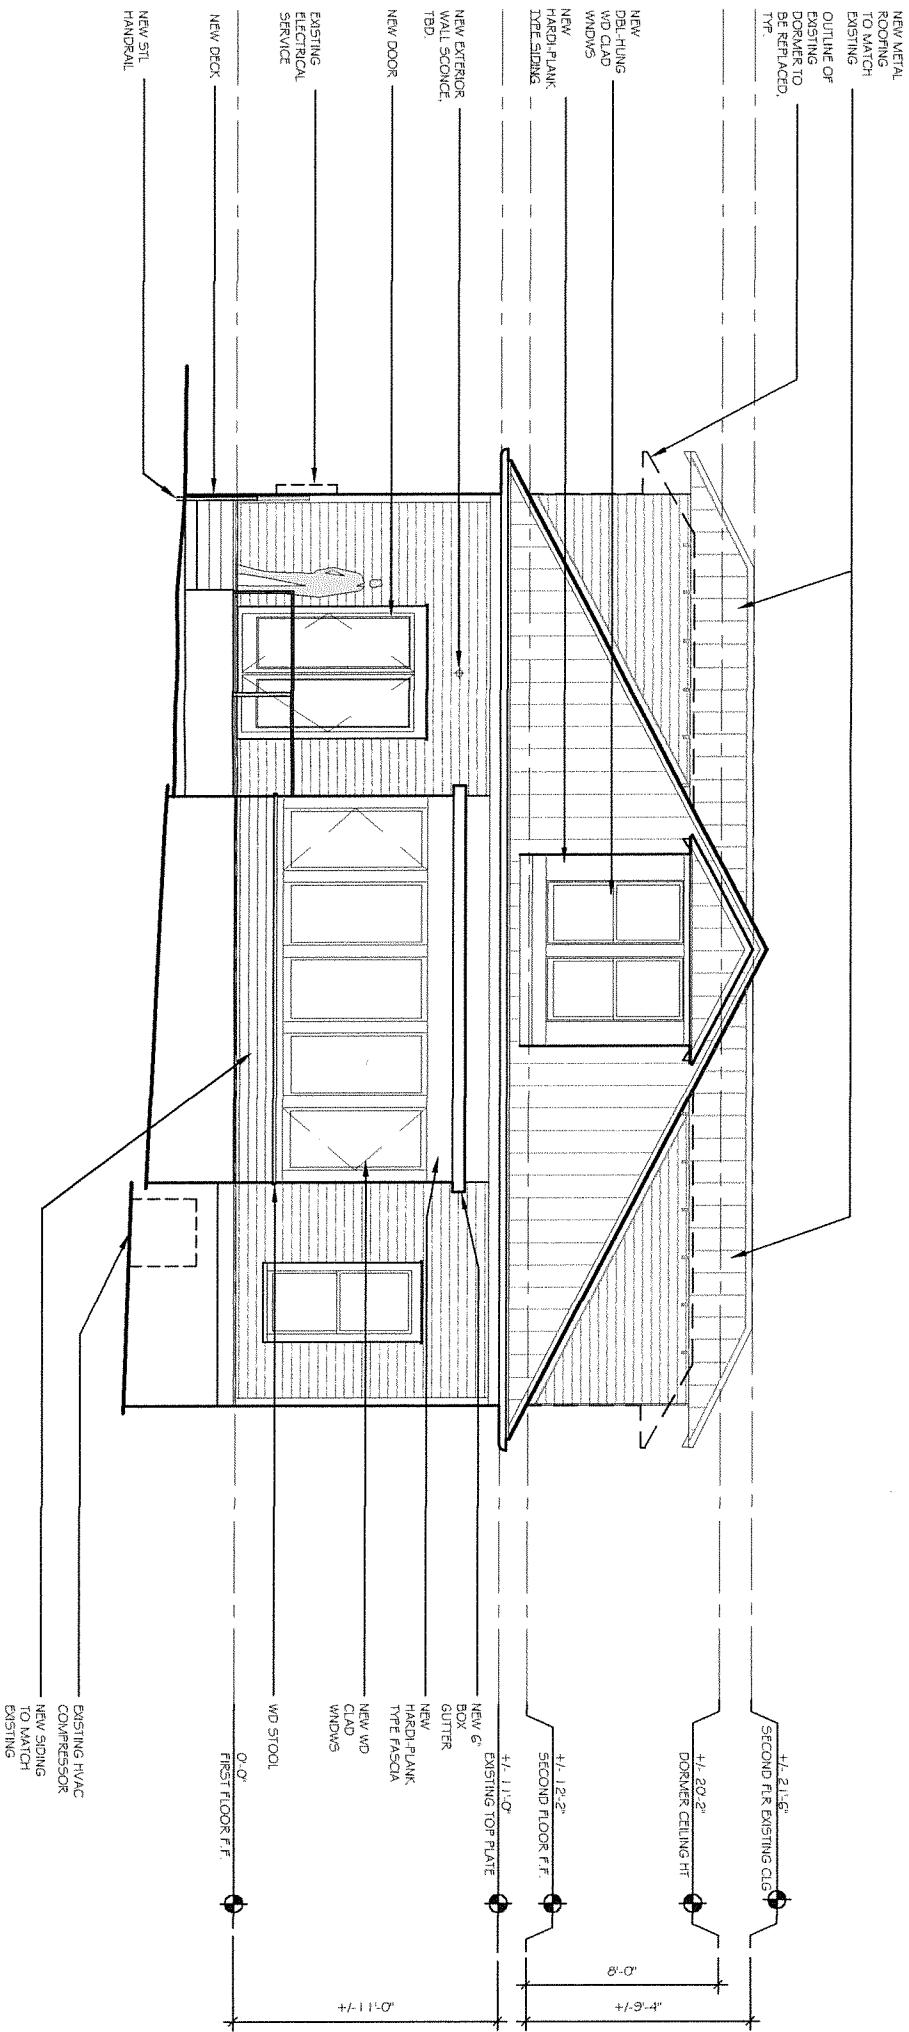 NEW METAL
ROOFING
TO MATCH
EXISTING
OUTLINE OF
EXISTING
DORMER TO
BE REPLACED,
TYP.
NEW
DBL-HUNG
WD CLAD
WNDWS
NEW
HARDI-PLANK
TYPE SIDING
NEW EXTERIOR
WALL SCONCE,
TBD.
NEW DOOR
EXISTING
ELECTRICAL
SERVICE
NEW DECK
NEW STL
HANDRAIL
+/- 21'-6"
SECOND FLR EXISTING CLG
+/- 20'-2"
DORMER CEILING HT
+/- 12'-2"
SECOND FLOOR F.F.
+/- 11'-0"
EXISTING TOP PLATE
NEW 6"
BOX
GUTTER
NEW
HARDI-PLANK
TYPE FASCIA
NEW WD
CLAD
WNDWS
WD STOOL
0'-0"
FIRST FLOOR F.F.
EXISTING HVAC
COMPRESSOR
NEW SIDING
TO MATCH
EXISTING
8'-0"
+/-9'-4"
+/-11'-0"